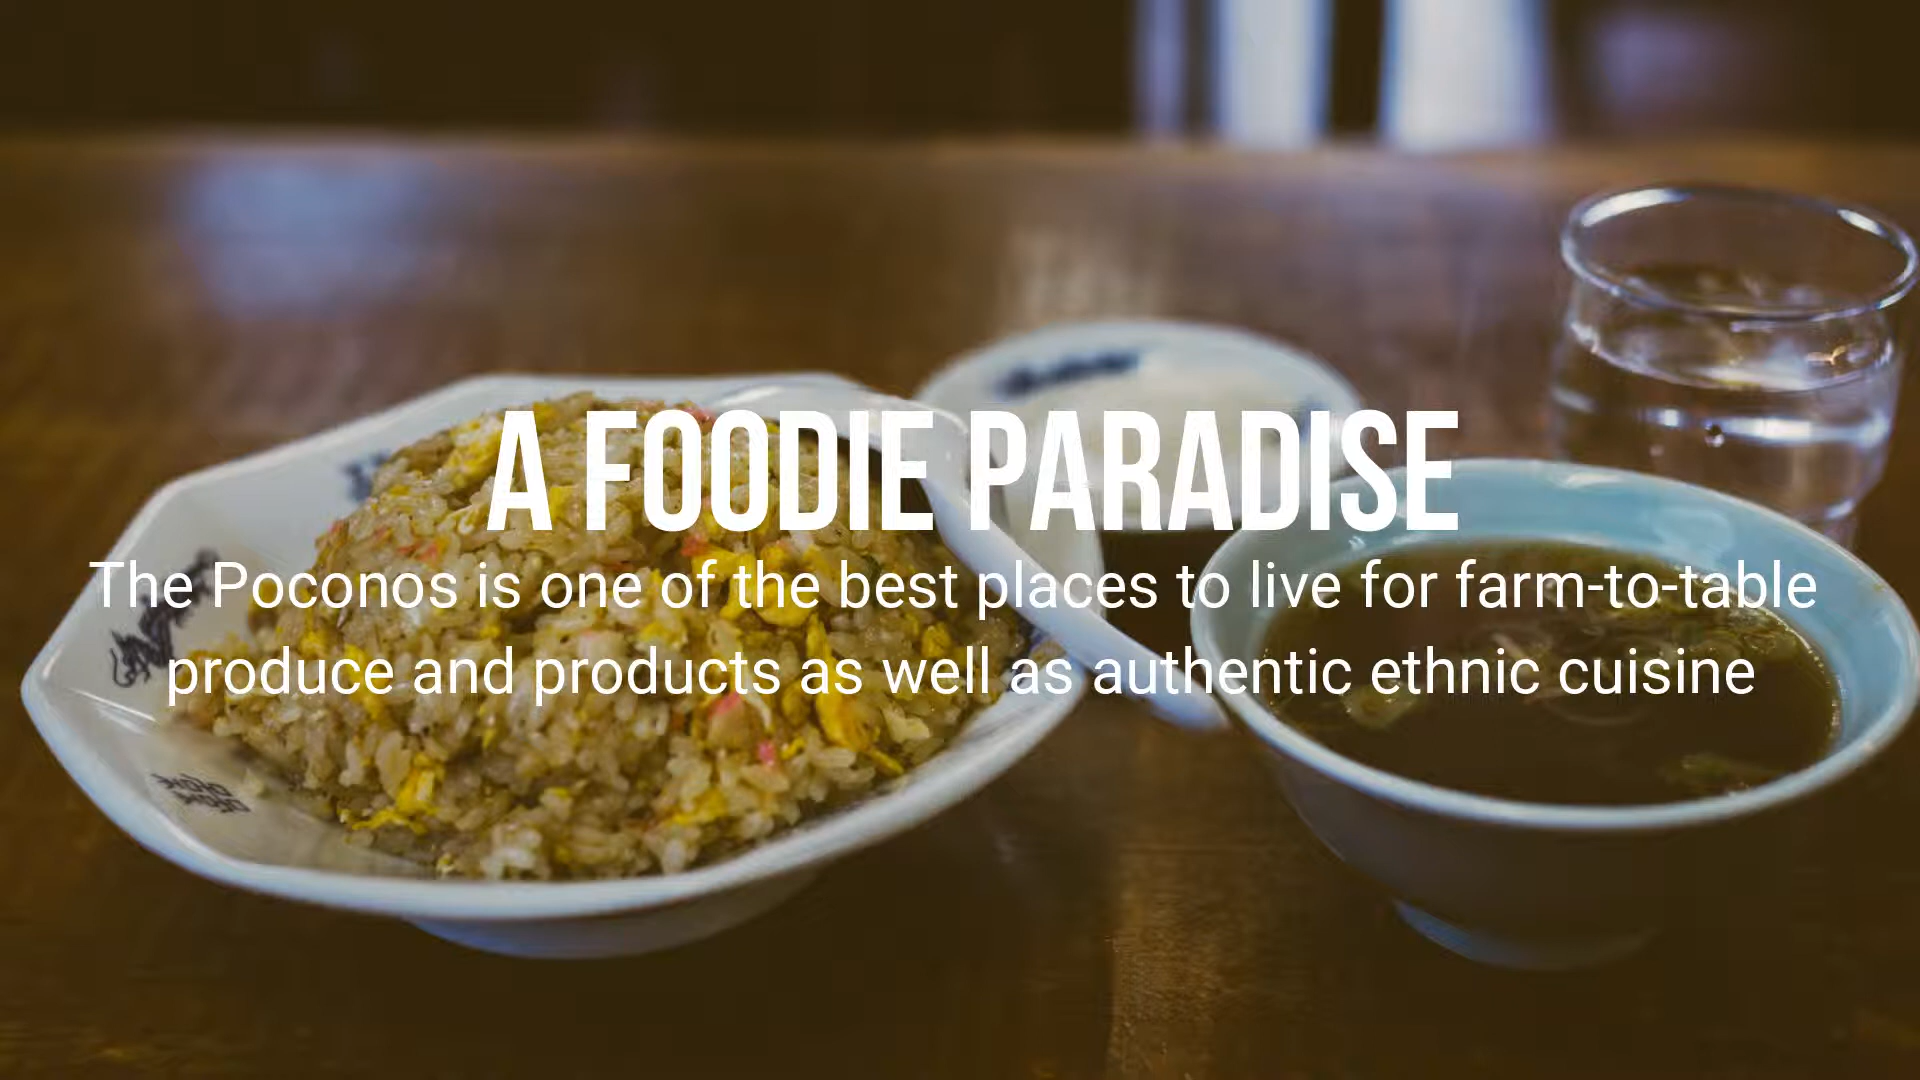 A FOODIE PARADISE
The Poconos is one of the best places to live for farm-to-table
produce and products as well as authentic ethnic cuisine